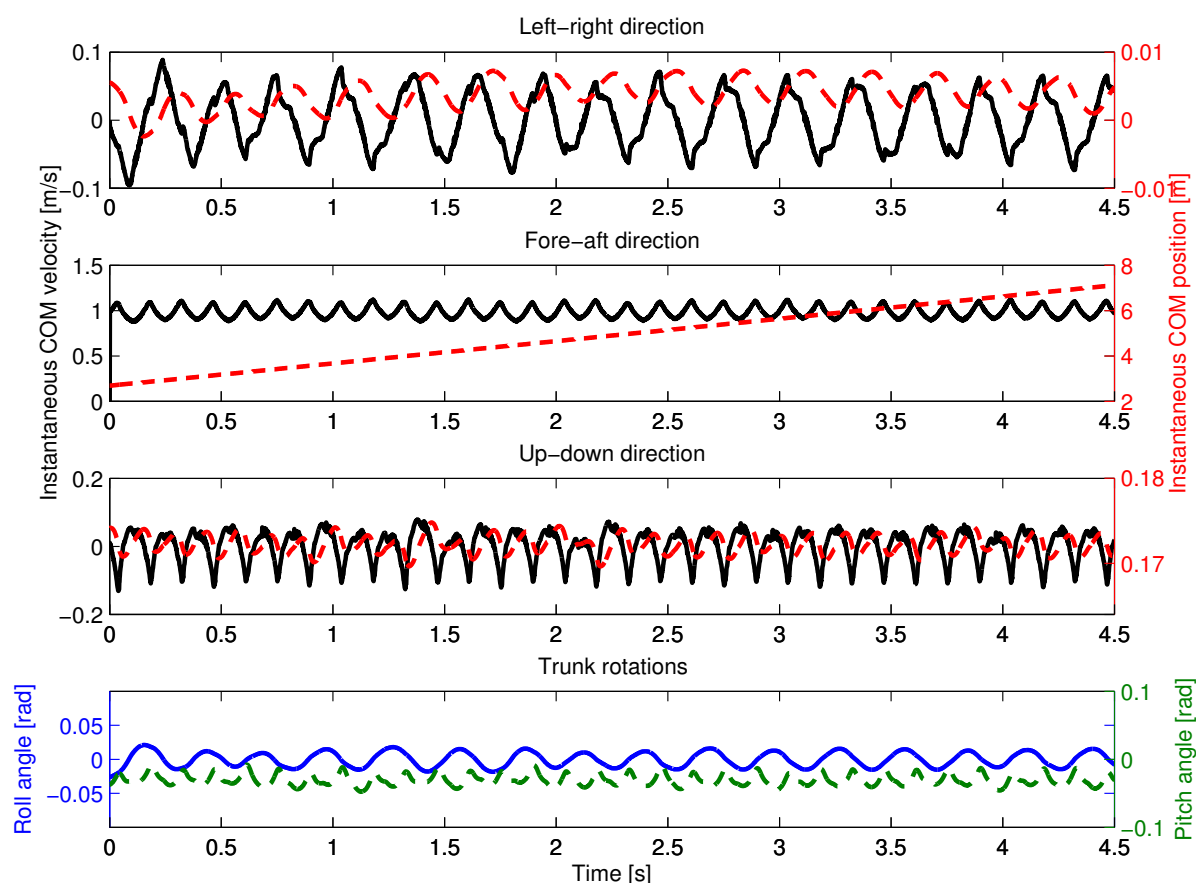 Left−right direction
0.1
0
−0.1
0.01
0
−0.01
0 0.5 1 1.5 2 2.5 3 3.5 4 4.5
Fore−aft direction
1.5
1
0.5
0
8
6
4
2
0 0.5 1 1.5 2 2.5 3 3.5 4 4.5
Instantaneous COM velocity [m/s]
Instantaneous COM position [m]
Up−down direction
0.2
0
−0.2
0.18
0.17
0 0.5 1 1.5 2 2.5 3 3.5 4 4.5
Trunk rotations
0.05
0
−0.05
0.1
0
−0.1
Roll angle [rad]
Pitch angle [rad]
0 0.5 1 1.5 2 2.5 3 3.5 4 4.5
Time [s]